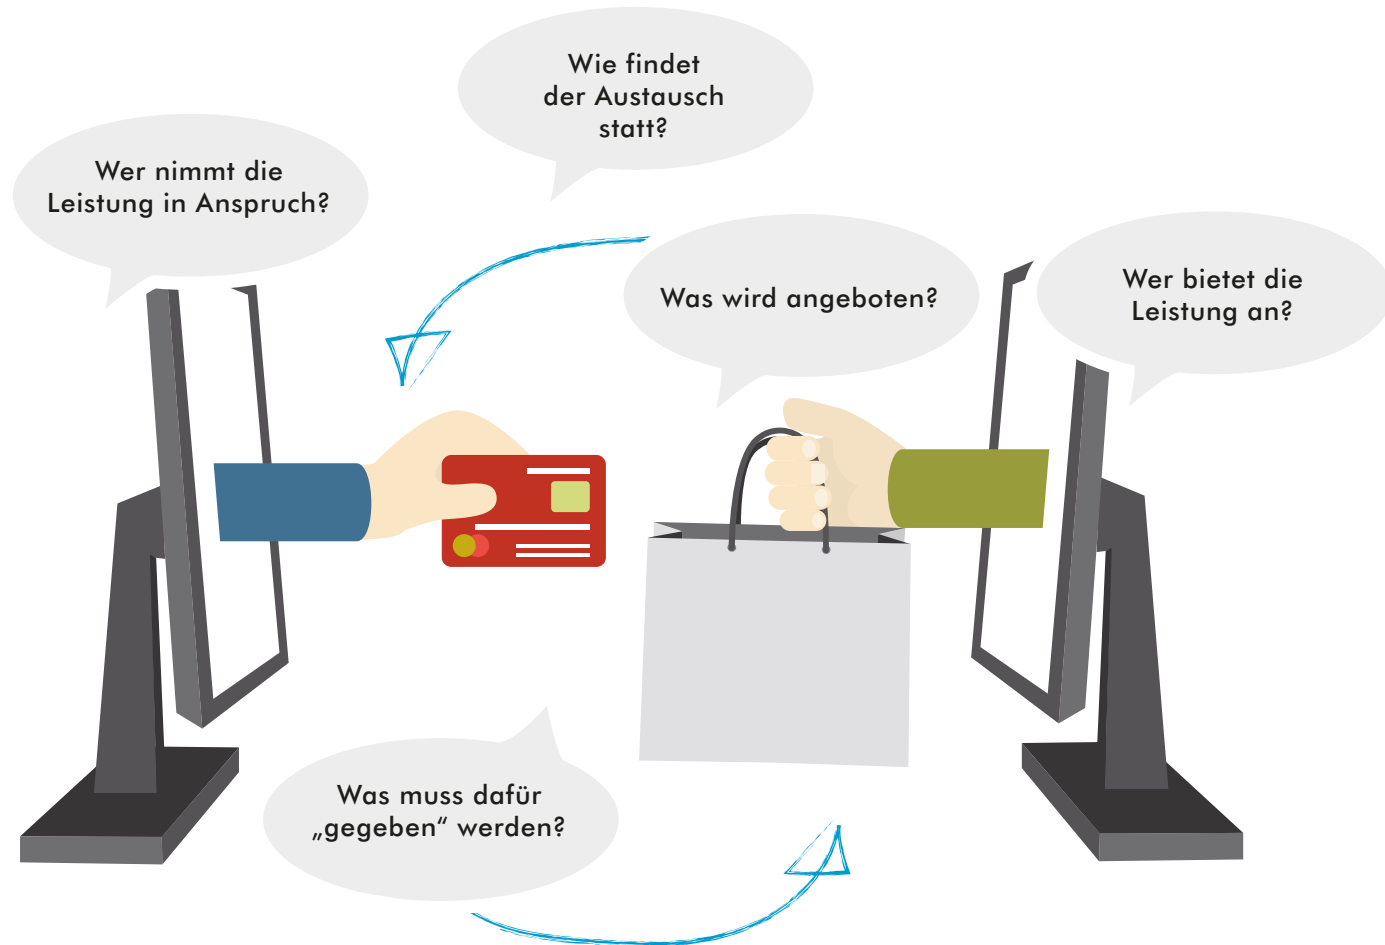 Wie findet
der Austausch
statt?
Wer nimmt die
Leistung in Anspruch?
Was wird angeboten?
Wer bietet die
Leistung an?
Was muss dafür
„gegeben“ werden?